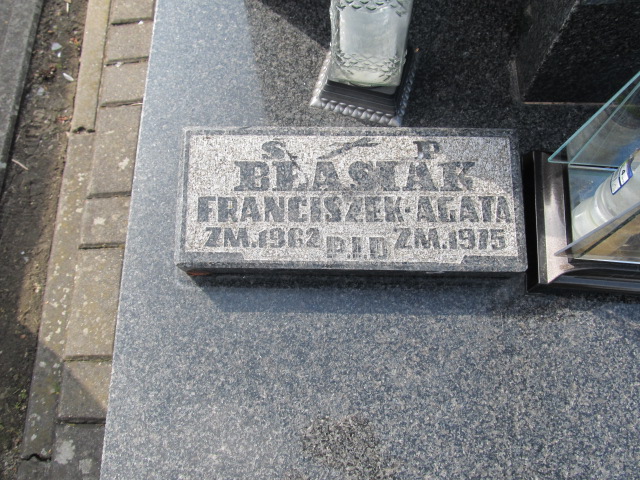 Ś P
BŁASIAK
FRANCISZEK·AGATA
ZM.1962 P.I.D ZM.1975